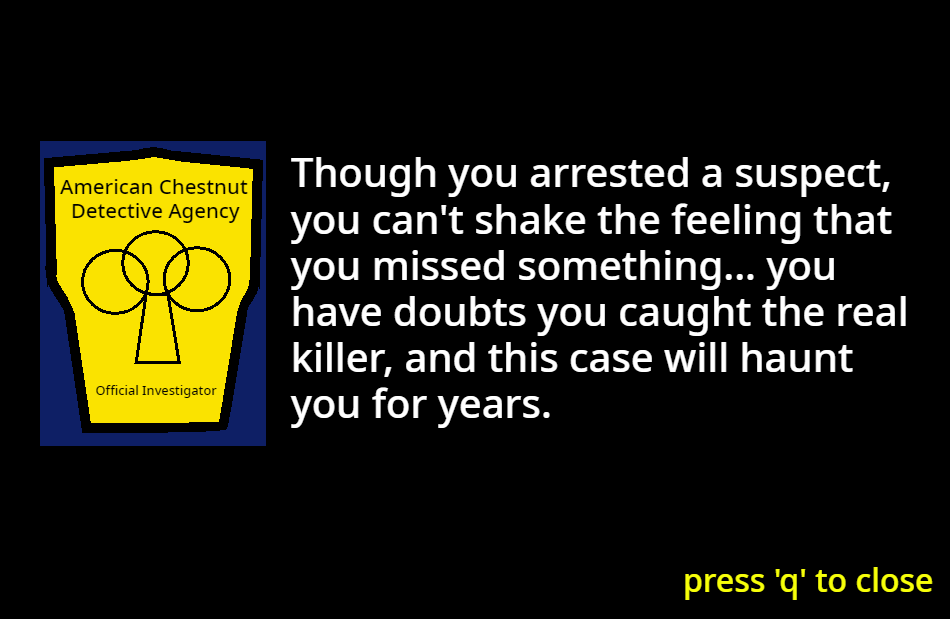 American Chestnut
Detective Agency
Official Investigator
Though you arrested a suspect,
you can't shake the feeling that
you missed something... you
have doubts you caught the real
killer, and this case will haunt
you for years.
press 'q' to close